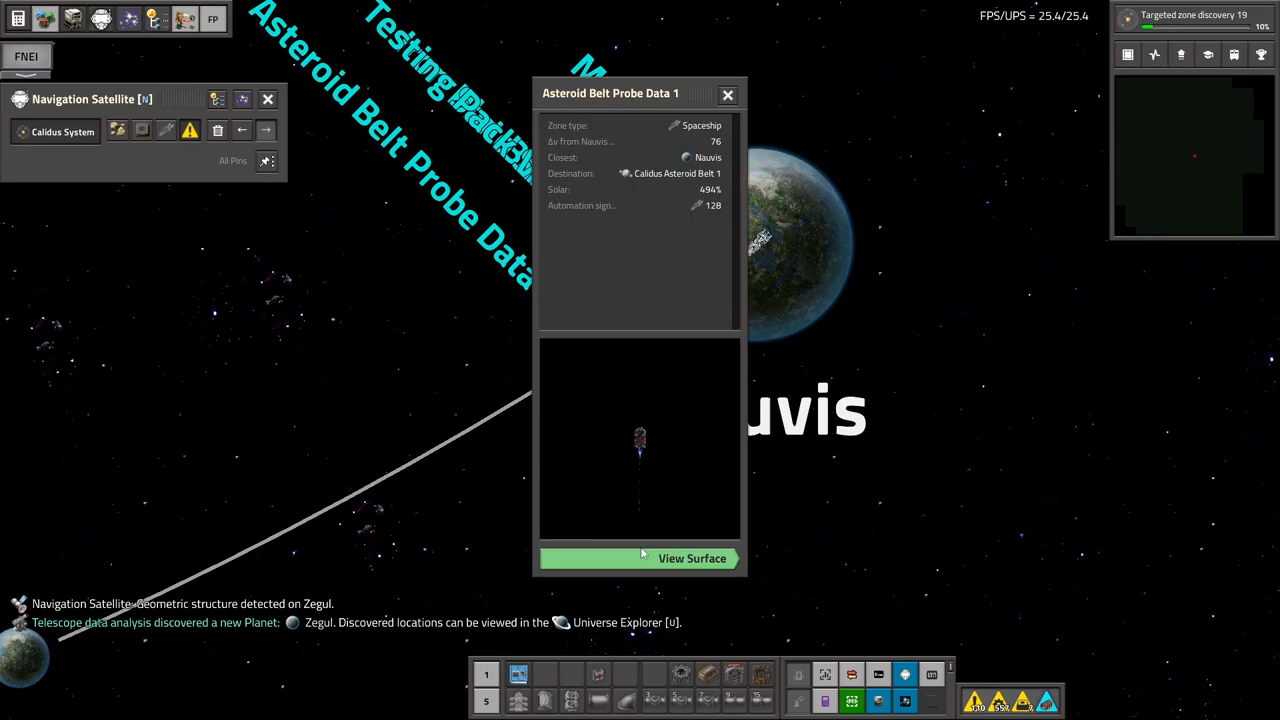 FP
FPS/UPS = 25.4/25.4
Targeted zone discovery 19
10%
FNEI
Navigation Satellite [N]
Calidus System
All Pins
Asteroid Belt Probe Data
Testing
Asteroid Belt Probe Data 1
Zone type: Spaceship
Δv from Nauvis ... 76
Closest: Nauvis
Destination: Calidus Asteroid Belt 1
Solar: 494%
Automation sign... 128
View Surface
uvis
Navigation Satellite: Geometric structure detected on Zegul.
Telescope data analysis discovered a new Planet: Zegul. Discovered locations can be viewed in the Universe Explorer [U].
1
5